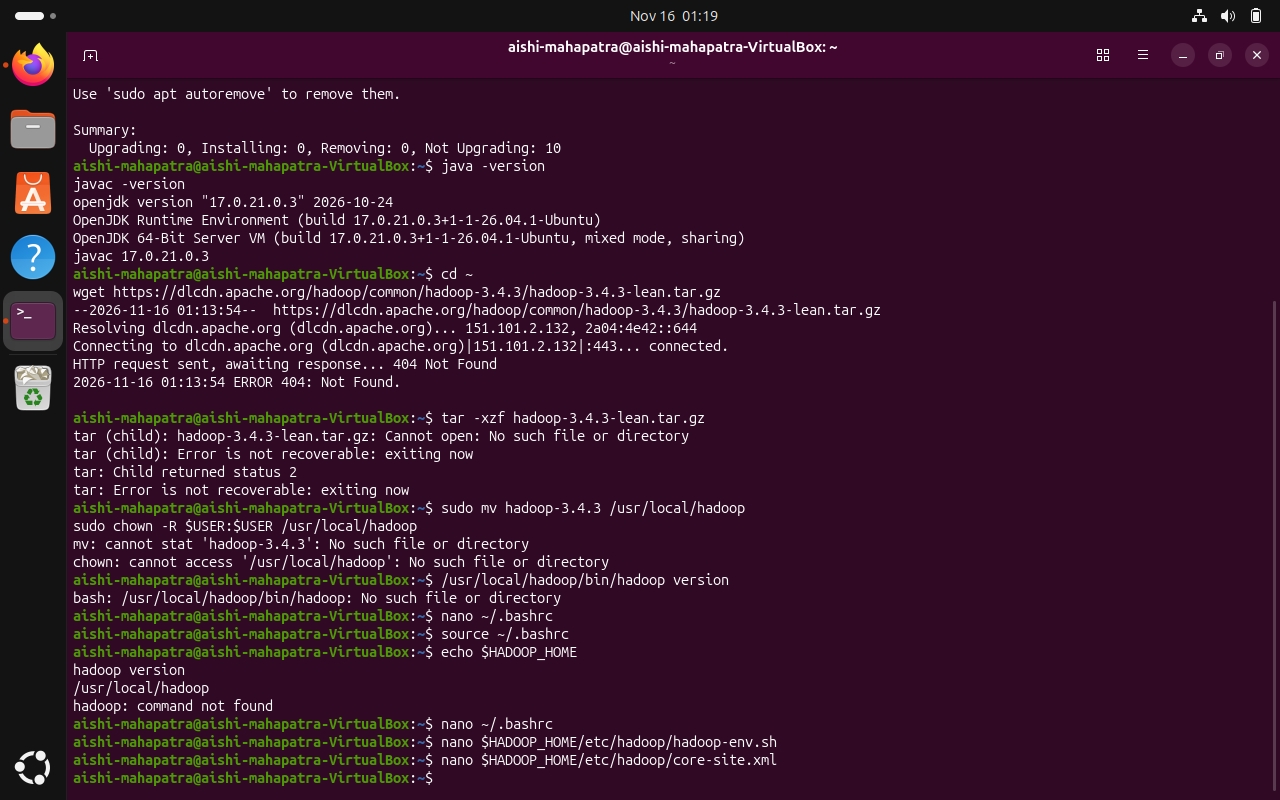 Nov 16 01:19
aishi-mahapatra@aishi-mahapatra-VirtualBox: ~
~
Use 'sudo apt autoremove' to remove them.
Summary:
  Upgrading: 0, Installing: 0, Removing: 0, Not Upgrading: 10
aishi-mahapatra@aishi-mahapatra-VirtualBox:~$ java -version
javac -version
openjdk version "17.0.21.0.3" 2026-10-24
OpenJDK Runtime Environment (build 17.0.21.0.3+1-1-26.04.1-Ubuntu)
OpenJDK 64-Bit Server VM (build 17.0.21.0.3+1-1-26.04.1-Ubuntu, mixed mode, sharing)
javac 17.0.21.0.3
aishi-mahapatra@aishi-mahapatra-VirtualBox:~$ cd ~
wget https://dlcdn.apache.org/hadoop/common/hadoop-3.4.3/hadoop-3.4.3-lean.tar.gz
--2026-11-16 01:13:54--  https://dlcdn.apache.org/hadoop/common/hadoop-3.4.3/hadoop-3.4.3-lean.tar.gz
Resolving dlcdn.apache.org (dlcdn.apache.org)... 151.101.2.132, 2a04:4e42::644
Connecting to dlcdn.apache.org (dlcdn.apache.org)|151.101.2.132|:443... connected.
HTTP request sent, awaiting response... 404 Not Found
2026-11-16 01:13:54 ERROR 404: Not Found.
aishi-mahapatra@aishi-mahapatra-VirtualBox:~$ tar -xzf hadoop-3.4.3-lean.tar.gz
tar (child): hadoop-3.4.3-lean.tar.gz: Cannot open: No such file or directory
tar (child): Error is not recoverable: exiting now
tar: Child returned status 2
tar: Error is not recoverable: exiting now
aishi-mahapatra@aishi-mahapatra-VirtualBox:~$ sudo mv hadoop-3.4.3 /usr/local/hadoop
sudo chown -R $USER:$USER /usr/local/hadoop
mv: cannot stat 'hadoop-3.4.3': No such file or directory
chown: cannot access '/usr/local/hadoop': No such file or directory
aishi-mahapatra@aishi-mahapatra-VirtualBox:~$ /usr/local/hadoop/bin/hadoop version
bash: /usr/local/hadoop/bin/hadoop: No such file or directory
aishi-mahapatra@aishi-mahapatra-VirtualBox:~$ nano ~/.bashrc
aishi-mahapatra@aishi-mahapatra-VirtualBox:~$ source ~/.bashrc
aishi-mahapatra@aishi-mahapatra-VirtualBox:~$ echo $HADOOP_HOME
hadoop version
/usr/local/hadoop
hadoop: command not found
aishi-mahapatra@aishi-mahapatra-VirtualBox:~$ nano ~/.bashrc
aishi-mahapatra@aishi-mahapatra-VirtualBox:~$ nano $HADOOP_HOME/etc/hadoop/hadoop-env.sh
aishi-mahapatra@aishi-mahapatra-VirtualBox:~$ nano $HADOOP_HOME/etc/hadoop/core-site.xml
aishi-mahapatra@aishi-mahapatra-VirtualBox:~$